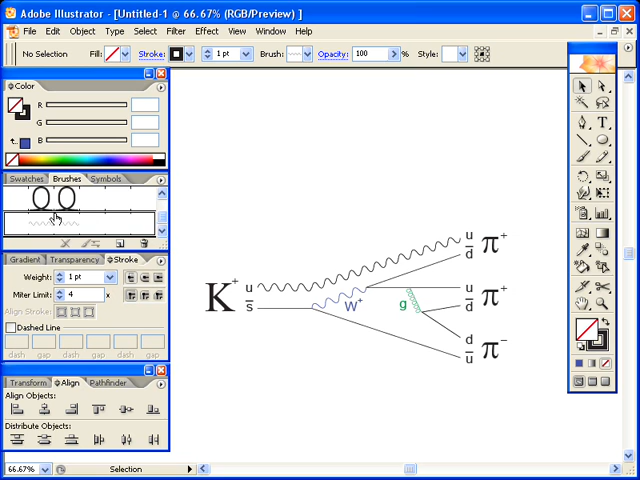 Adobe Illustrator - [Untitled-1 @ 66.67% (RGB/Preview) ]
File Edit Object Type Select Filter Effect View Window Help
No Selection Fill: Stroke: 1 pt Brush: Opacity: 100 % Style:
Color
R
G
B
Swatches Brushes Symbols
Gradient Transparency Stroke
Weight: 1 pt
Miter Limit: 4 x
Align Stroke:
Dashed Line
dash gap dash gap dash gap
Transform Align Pathfinder
Align Objects:
Distribute Objects:
66.67% Selection
K+ u
s̅
W+
g
u
d̅ π+
u
d̅ π+
d
u̅ π−